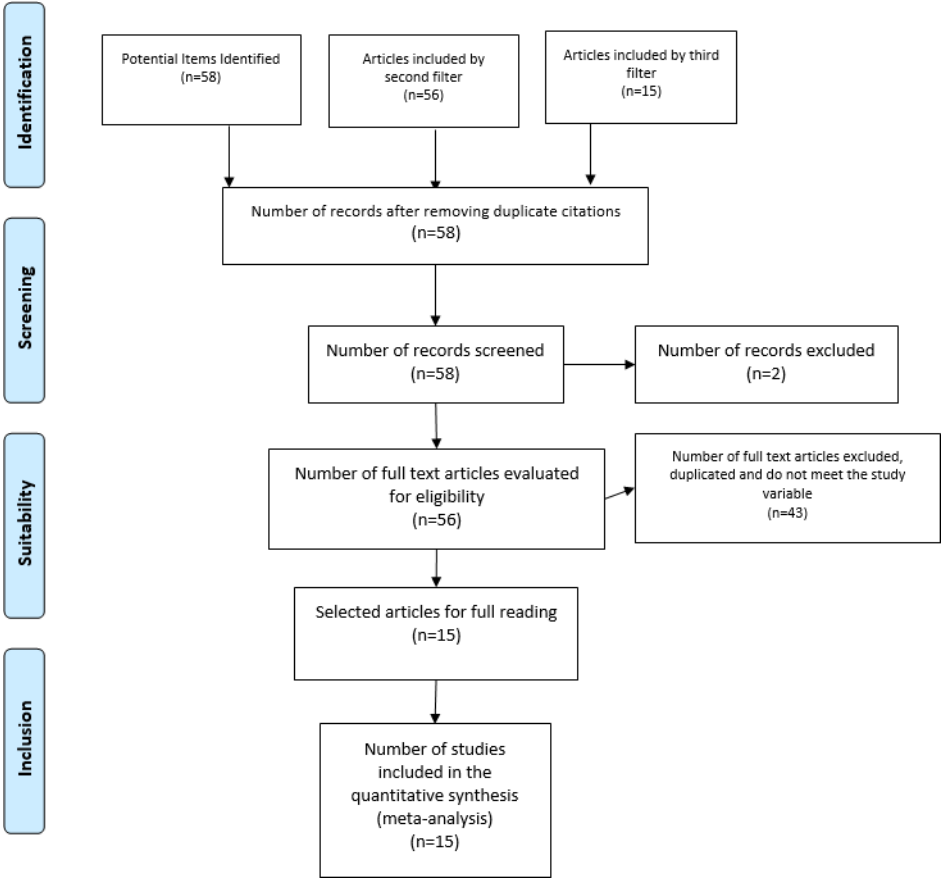 Identification
Potential Items Identified
(n=58)
Articles included by
second filter
(n=56)
Articles included by third
filter
(n=15)
Number of records after removing duplicate citations
(n=58)
Screening
Number of records screened
(n=58)
Number of records excluded
(n=2)
Suitability
Number of full text articles evaluated
for eligibility
(n=56)
Number of full text articles excluded,
duplicated and do not meet the study
variable
(n=43)
Selected articles for full reading
(n=15)
Inclusion
Number of studies
included in the
quantitative synthesis
(meta-analysis)
(n=15)